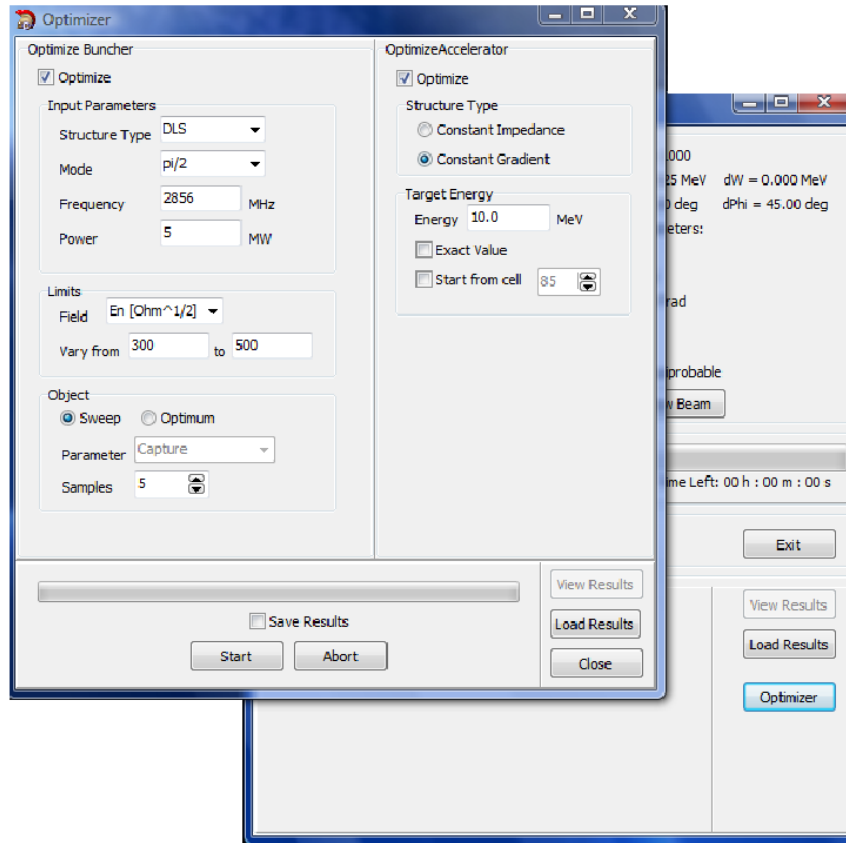 Optimizer
Optimize Buncher
Optimize
Input Parameters
Structure Type DLS
Mode pi/2
Frequency 2856 MHz
Power 5 MW
Limits
Field En [Ohm^1/2]
Vary from 300 to 500
Object
Sweep Optimum
Parameter Capture
Samples 5
OptimizeAccelerator
Optimize
Structure Type
Constant Impedance
Constant Gradient
Target Energy
Energy 10.0 MeV
Exact Value
Start from cell 85
Save Results
Start Abort
View Results
Load Results
Close
.000
25 MeV dW = 0.000 MeV
0 deg dPhi = 45.00 deg
eters:
rad
iprobable
w Beam
ime Left: 00 h : 00 m : 00 s
Exit
View Results
Load Results
Optimizer